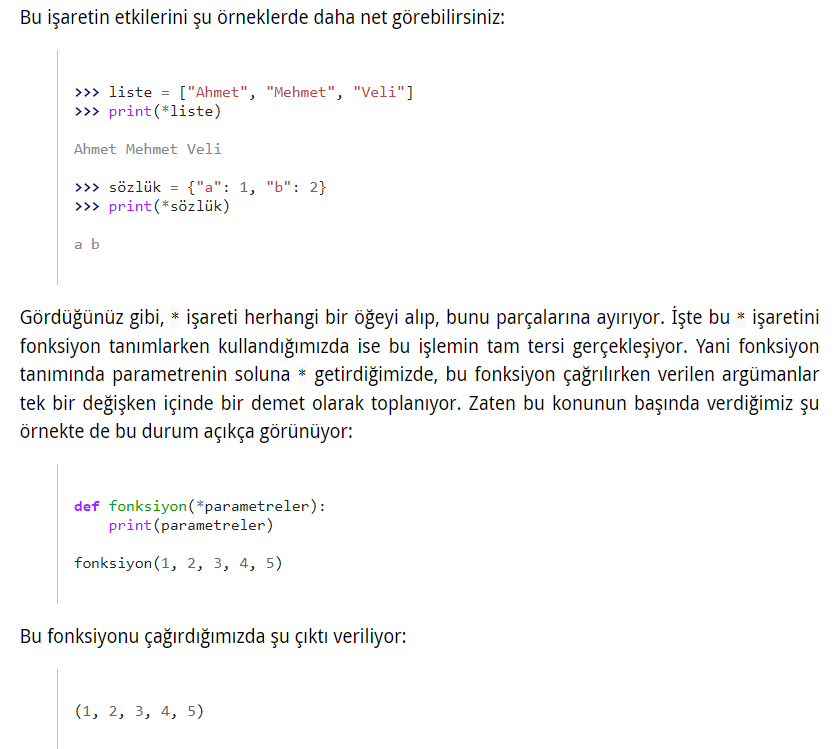 Bu işaretin etkilerini şu örneklerde daha net görebilirsiniz:
>>> liste = ["Ahmet", "Mehmet", "Veli"]
>>> print(*liste)
Ahmet Mehmet Veli
>>> sözlük = {"a": 1, "b": 2}
>>> print(*sözlük)
a b
Gördüğünüz gibi, * işareti herhangi bir öğeyi alıp, bunu parçalarına ayırıyor. İşte bu * işaretini
fonksiyon tanımlarken kullandığımızda ise bu işlemin tam tersi gerçekleşiyor. Yani fonksiyon
tanımında parametrenin soluna * getirdiğimizde, bu fonksiyon çağrılırken verilen argümanlar
tek bir değişken içinde bir demet olarak toplanıyor. Zaten bu konunun başında verdiğimiz şu
örnekte de bu durum açıkça görünüyor:
def fonksiyon(*parametreler):
    print(parametreler)
fonksiyon(1, 2, 3, 4, 5)
Bu fonksiyonu çağırdığımızda şu çıktı veriliyor:
(1, 2, 3, 4, 5)